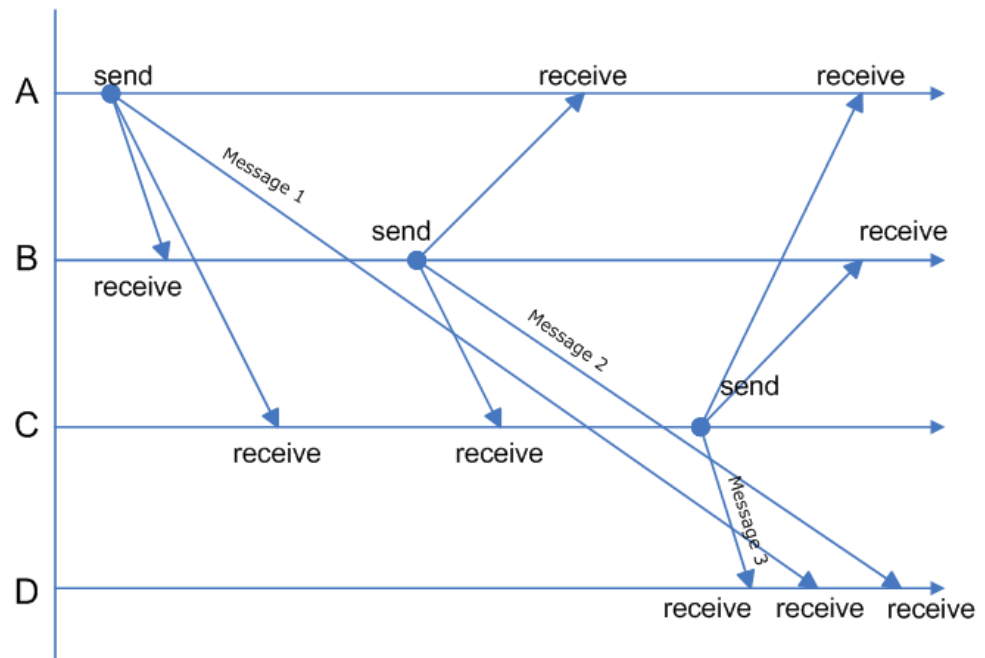 send
receive
receive
A
Message 1
send
receive
B
receive
Message 2
send
C
receive
receive
Message 3
D
receive
receive
receive